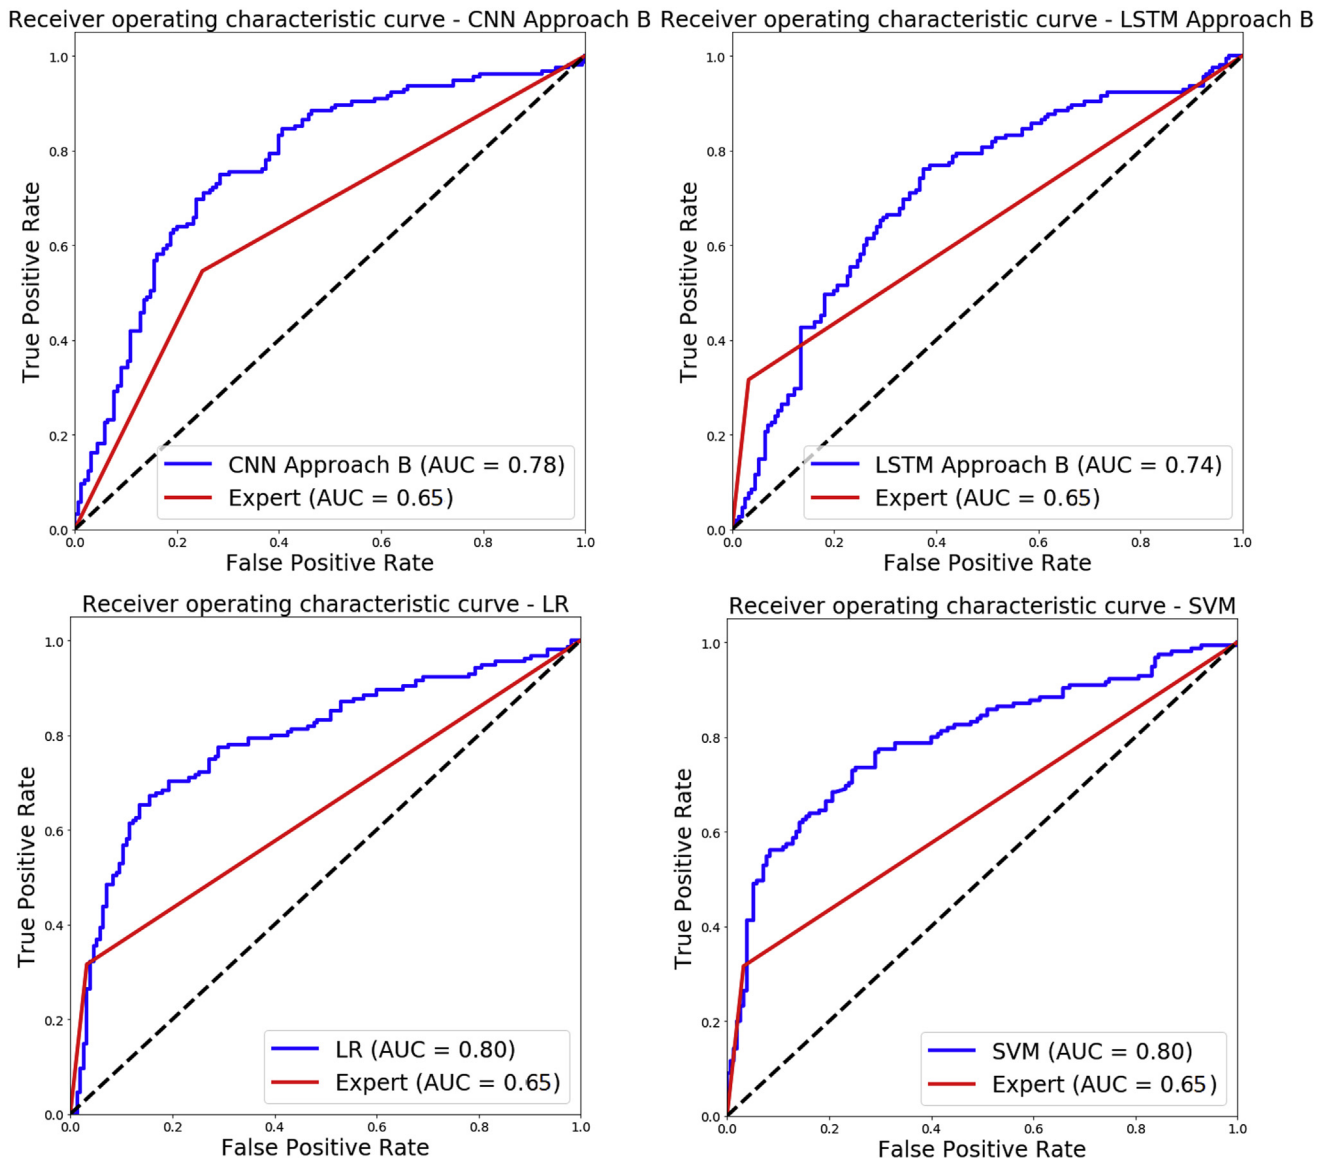 Receiver operating characteristic curve - CNN Approach B
True Positive Rate
1.0
0.8
0.6
0.4
0.2
0.0
CNN Approach B (AUC = 0.78)
Expert (AUC = 0.65)
0.0 0.2 0.4 0.6 0.8 1.0
False Positive Rate
Receiver operating characteristic curve - LSTM Approach B
True Positive Rate
1.0
0.8
0.6
0.4
0.2
0.0
LSTM Approach B (AUC = 0.74)
Expert (AUC = 0.65)
0.0 0.2 0.4 0.6 0.8 1.0
False Positive Rate
Receiver operating characteristic curve - LR
True Positive Rate
1.0
0.8
0.6
0.4
0.2
0.0
LR (AUC = 0.80)
Expert (AUC = 0.65)
0.0 0.2 0.4 0.6 0.8 1.0
False Positive Rate
Receiver operating characteristic curve - SVM
True Positive Rate
1.0
0.8
0.6
0.4
0.2
0.0
SVM (AUC = 0.80)
Expert (AUC = 0.65)
0.0 0.2 0.4 0.6 0.8 1.0
False Positive Rate